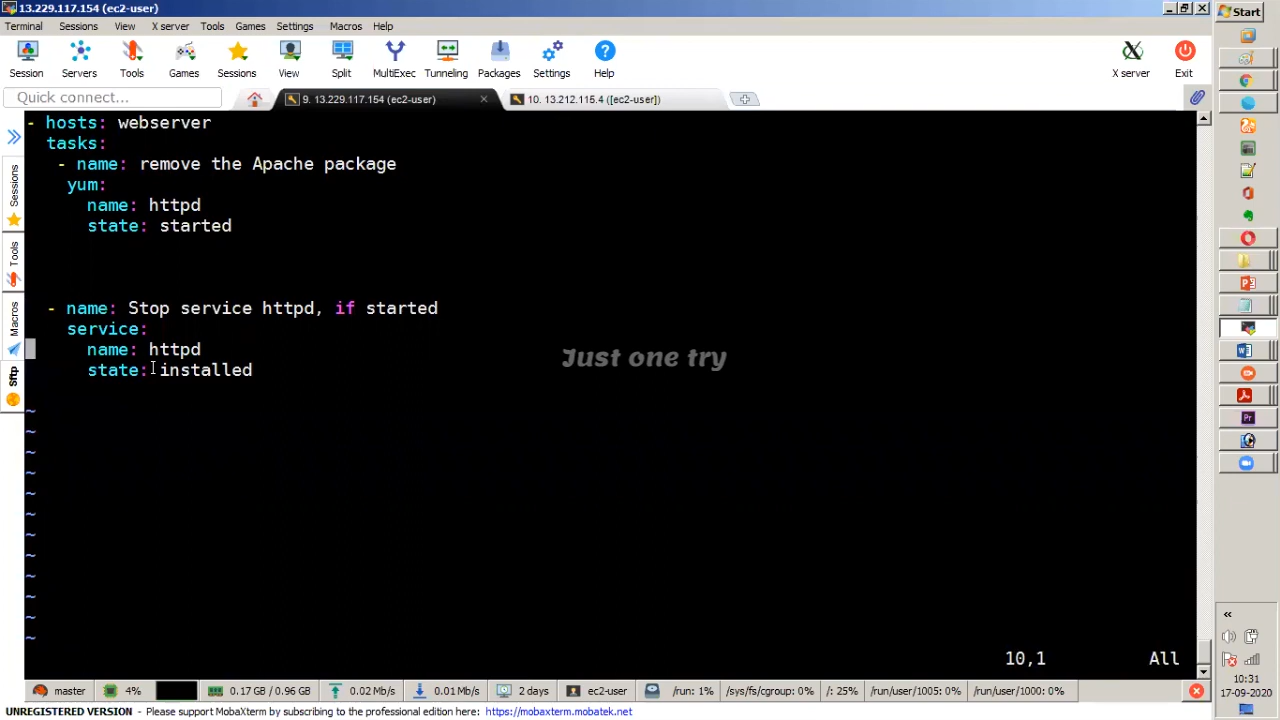 13.229.117.154 (ec2-user)
Terminal Sessions View X server Tools Games Settings Macros Help
Session Servers Tools Games Sessions View Split MultiExec Tunneling Packages Settings Help X server Exit
Quick connect...
9. 13.229.117.154 (ec2-user)
10. 13.212.115.4 ([ec2-user])
Sessions
Tools
Macros
Sftp
- hosts: webserver
tasks:
- name: remove the Apache package
yum:
name: httpd
state: started
- name: Stop service httpd, if started
service:
name: httpd
state: installed
~
~
~
~
~
~
~
~
~
~
~
~
Just one try
10,1 All
master 4% 0.17 GB / 0.96 GB 0.02 Mb/s 0.01 Mb/s 2 days ec2-user /run: 1% /sys/fs/cgroup: 0% /: 25% /run/user/1005: 0% /run/user/1000: 0%
UNREGISTERED VERSION - Please support MobaXterm by subscribing to the professional edition here: https://mobaxterm.mobatek.net
Start
10:31
17-09-2020